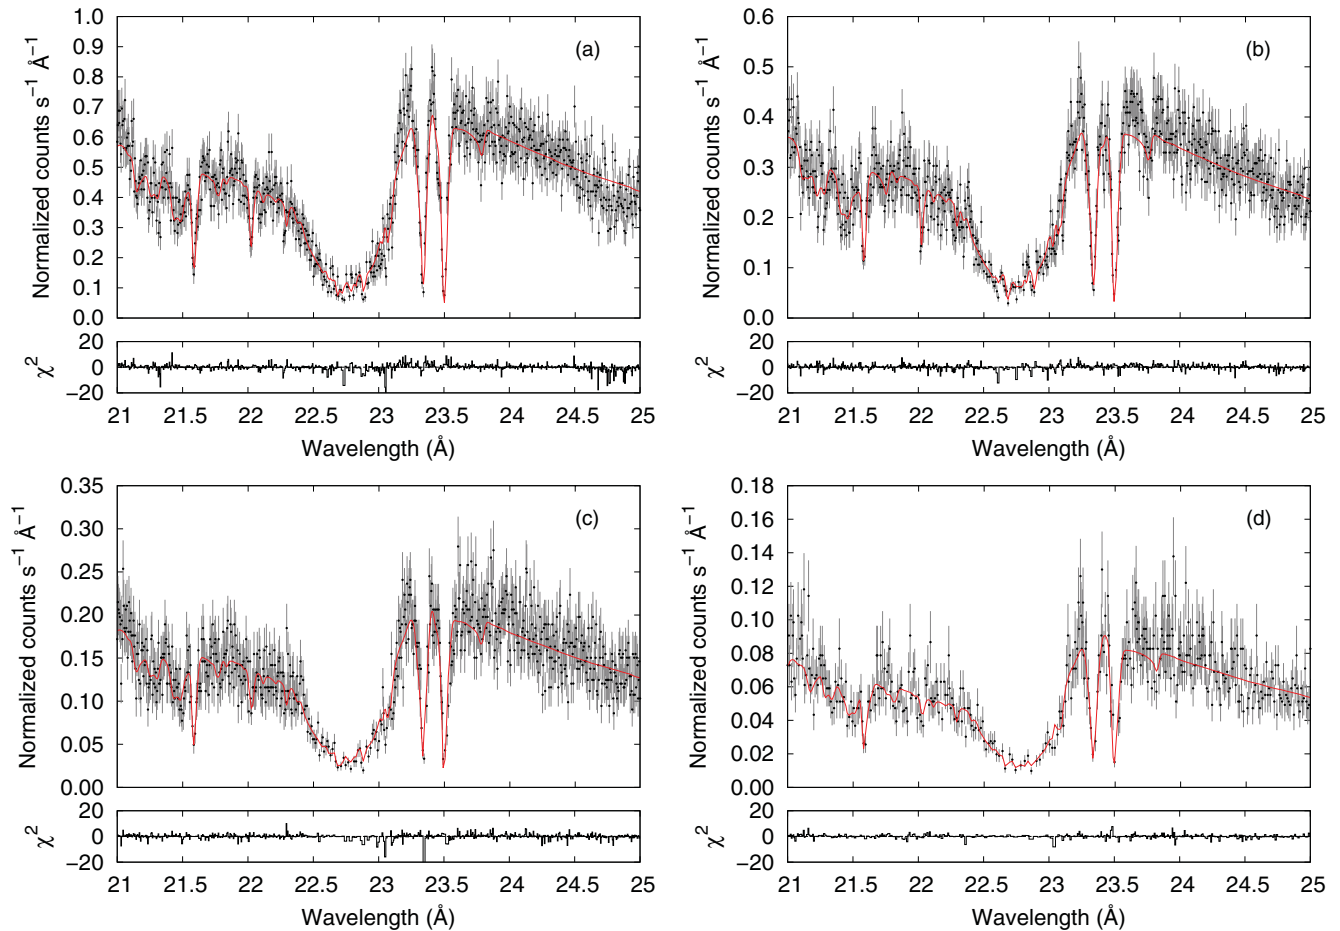 (a)
Normalized counts s⁻¹ Å⁻¹
1.0
0.9
0.8
0.7
0.6
0.5
0.4
0.3
0.2
0.1
0.0
χ²
20
0
−20
21 21.5 22 22.5 23 23.5 24 24.5 25
Wavelength (Å)
(b)
Normalized counts s⁻¹ Å⁻¹
0.6
0.5
0.4
0.3
0.2
0.1
0.0
χ²
20
0
−20
21 21.5 22 22.5 23 23.5 24 24.5 25
Wavelength (Å)
(c)
Normalized counts s⁻¹ Å⁻¹
0.35
0.30
0.25
0.20
0.15
0.10
0.05
0.00
χ²
20
0
−20
21 21.5 22 22.5 23 23.5 24 24.5 25
Wavelength (Å)
(d)
Normalized counts s⁻¹ Å⁻¹
0.18
0.16
0.14
0.12
0.10
0.08
0.06
0.04
0.02
0.00
χ²
20
0
−20
21 21.5 22 22.5 23 23.5 24 24.5 25
Wavelength (Å)